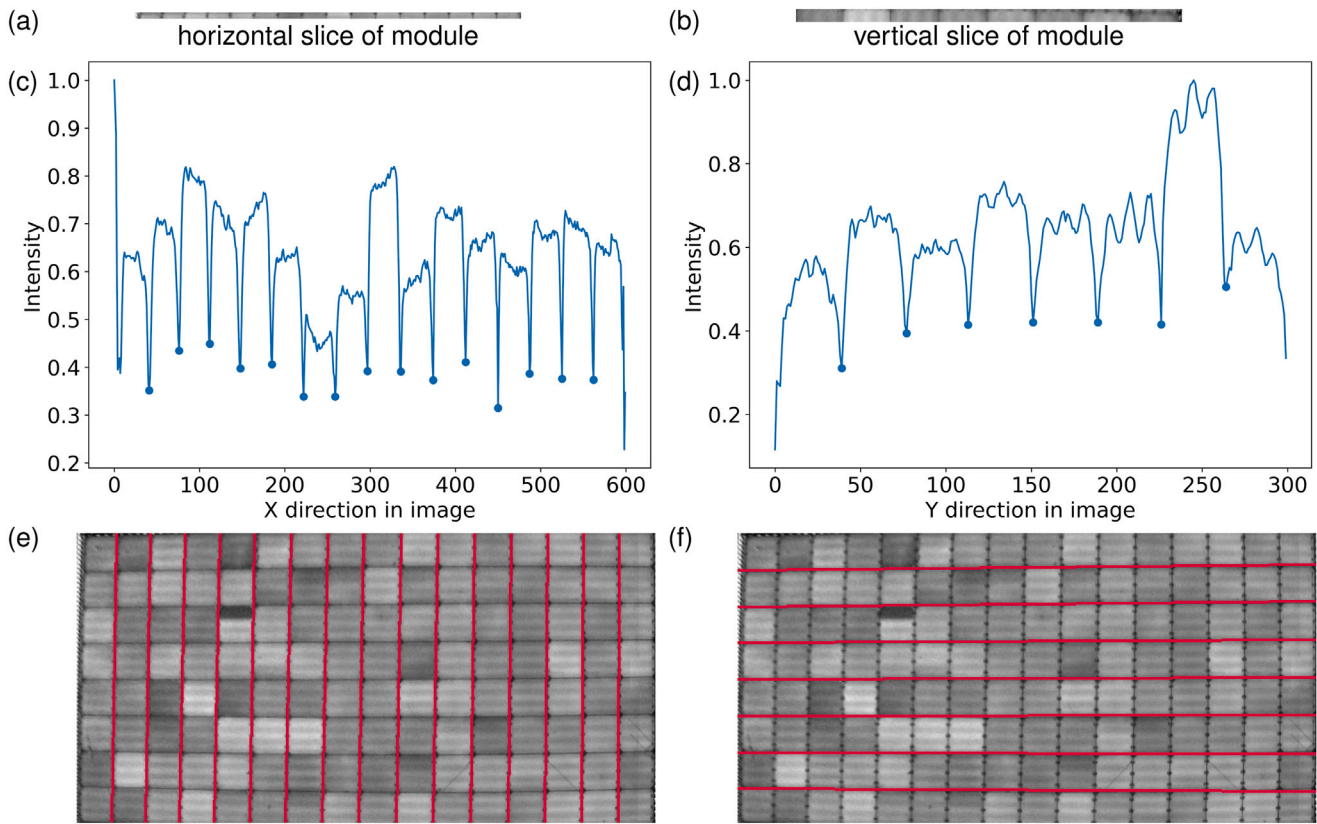 (a)
horizontal slice of module
(b)
vertical slice of module
(c)
1.0
0.9
0.8
0.7
0.6
0.5
0.4
0.3
0.2
Intensity
0 100 200 300 400 500 600
X direction in image
(d)
1.0
0.8
0.6
0.4
0.2
Intensity
0 50 100 150 200 250 300
Y direction in image
(e)
(f)